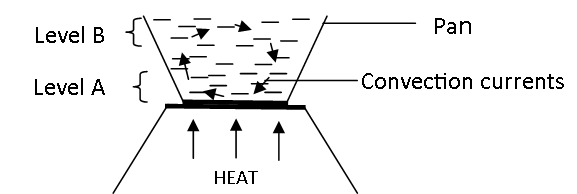 Level B
Pan
Level A
Convection currents
HEAT